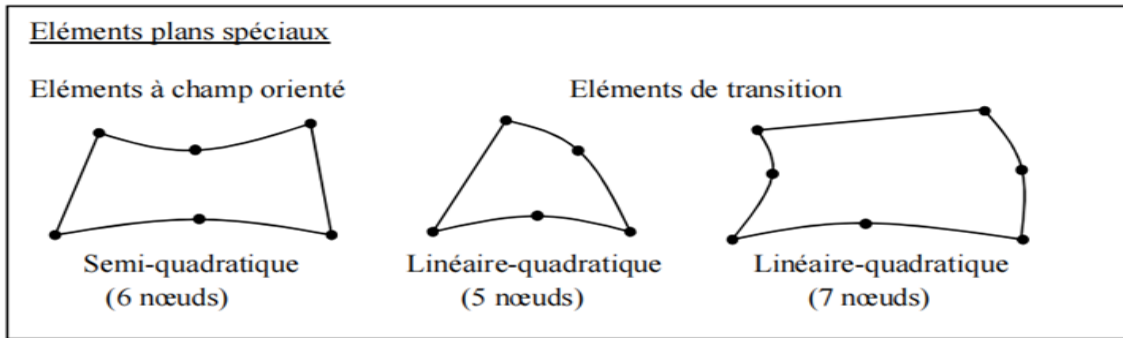 Eléments plans spéciaux
Eléments à champ orienté
Eléments de transition
Semi-quadratique
(6 nœuds)
Linéaire-quadratique
(5 nœuds)
Linéaire-quadratique
(7 nœuds)